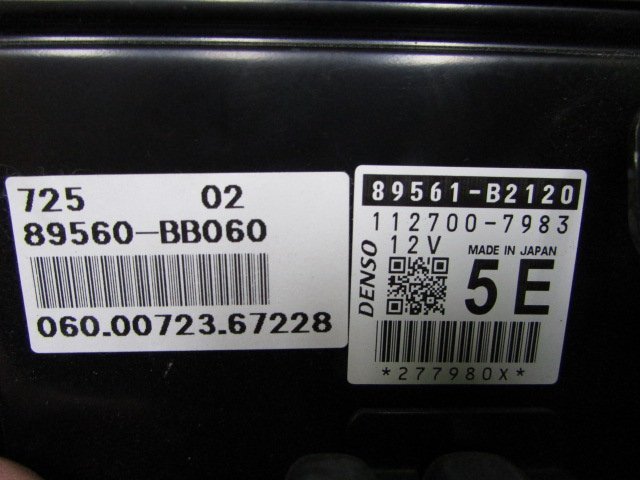 725 02
89560-BB060
060.00723.67228
89561-B2120
112700-7983
DENSO
12V MADE IN JAPAN
5E
*277980X*